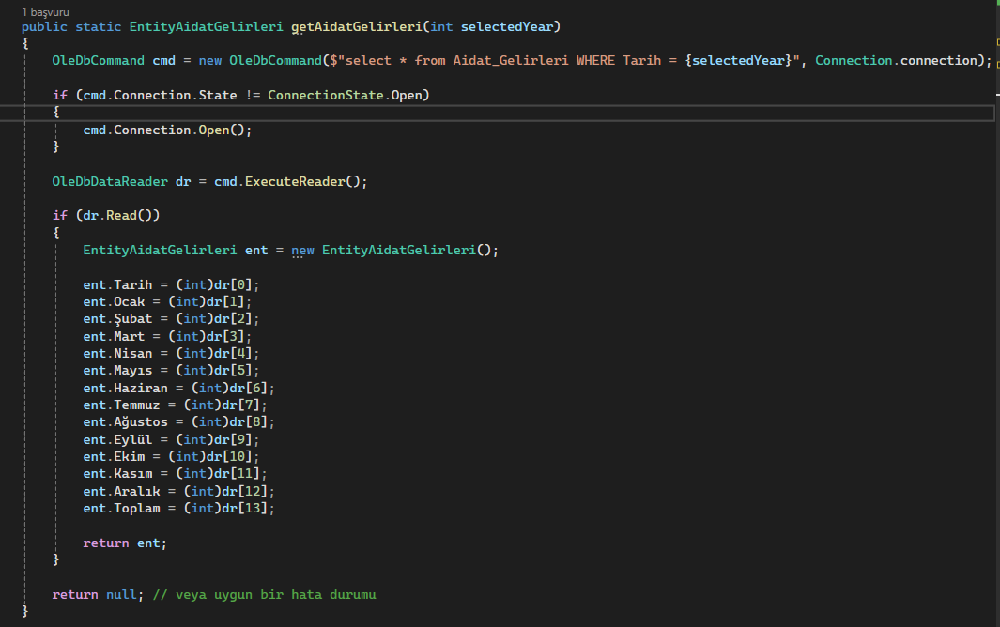 1 başvuru
public static EntityAidatGelirleri getAidatGelirleri(int selectedYear)
{
OleDbCommand cmd = new OleDbCommand($"select * from Aidat_Gelirleri WHERE Tarih = {selectedYear}", Connection.connection);
if (cmd.Connection.State != ConnectionState.Open)
{
cmd.Connection.Open();
}
OleDbDataReader dr = cmd.ExecuteReader();
if (dr.Read())
{
EntityAidatGelirleri ent = new EntityAidatGelirleri();
ent.Tarih = (int)dr[0];
ent.Ocak = (int)dr[1];
ent.Şubat = (int)dr[2];
ent.Mart = (int)dr[3];
ent.Nisan = (int)dr[4];
ent.Mayıs = (int)dr[5];
ent.Haziran = (int)dr[6];
ent.Temmuz = (int)dr[7];
ent.Ağustos = (int)dr[8];
ent.Eylül = (int)dr[9];
ent.Ekim = (int)dr[10];
ent.Kasım = (int)dr[11];
ent.Aralık = (int)dr[12];
ent.Toplam = (int)dr[13];
return ent;
}
return null; // veya uygun bir hata durumu
}